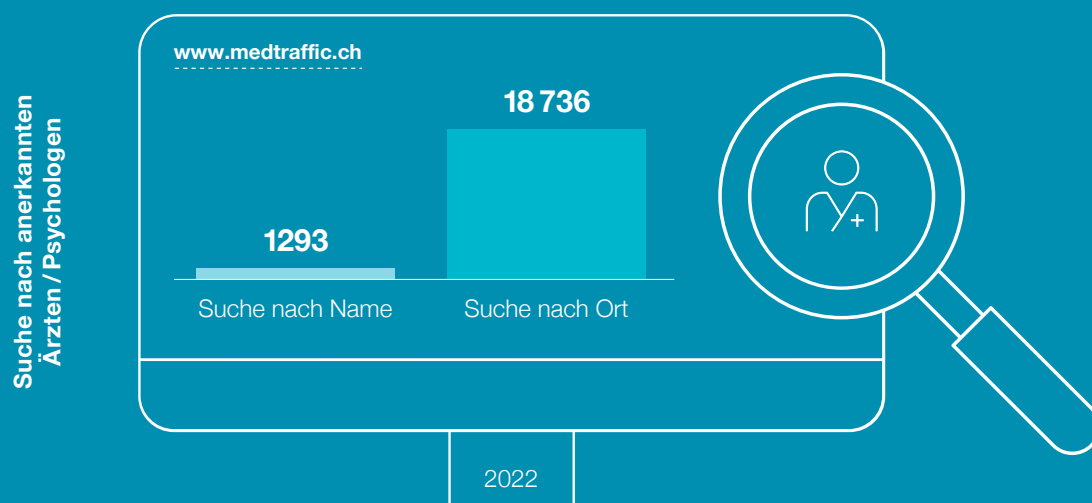 Suche nach anerkannten
Ärzten / Psychologen
www.medtraffic.ch
18 736
1293
Suche nach Name
Suche nach Ort
2022